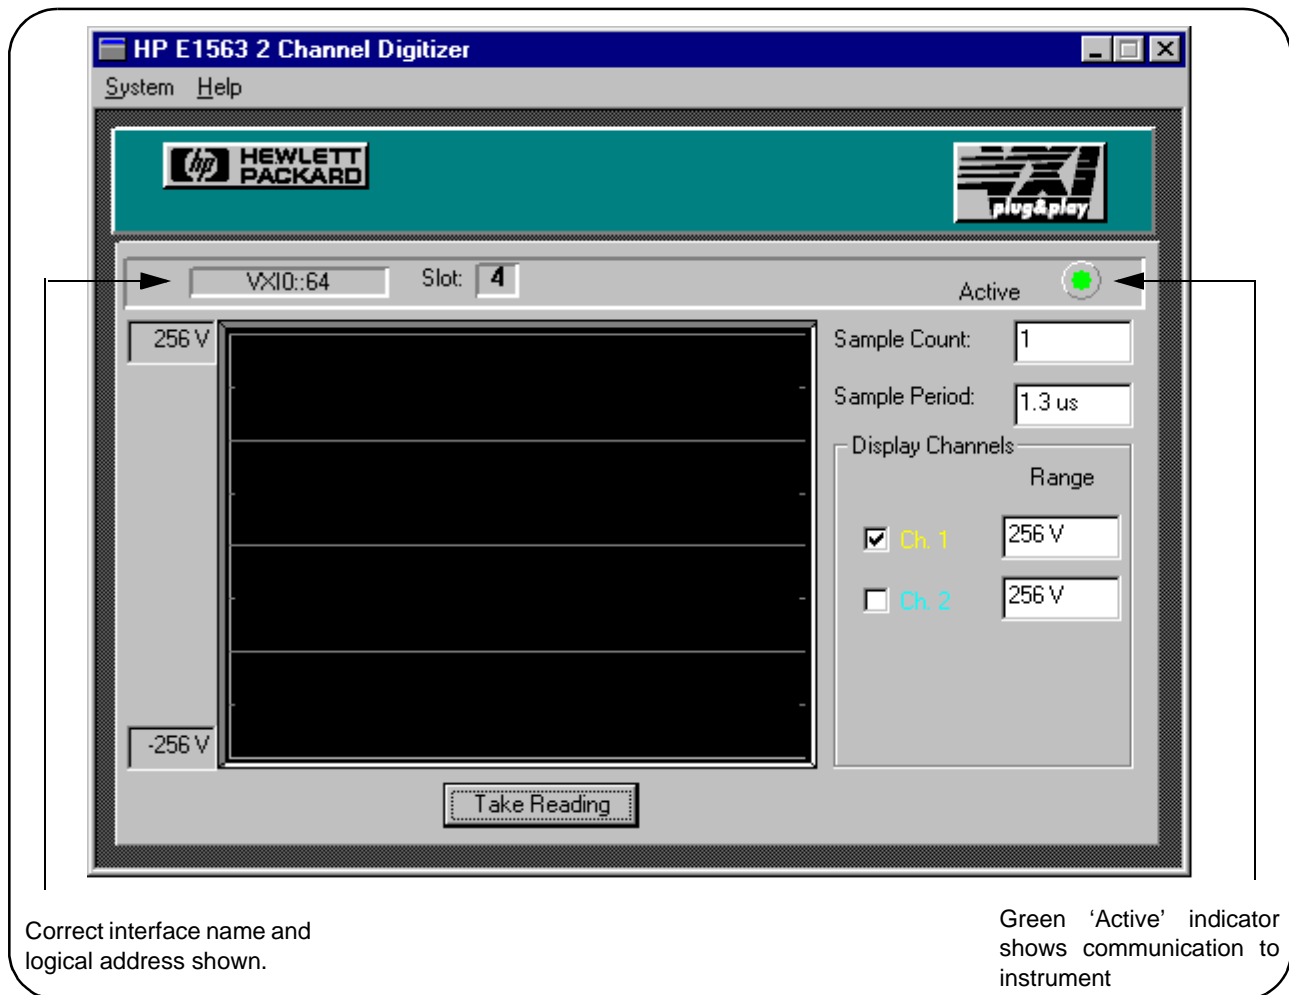 HP E1563 2 Channel Digitizer
System Help
hp HEWLETT PACKARD
VXI plug&play
VXI0::64 Slot: 4 Active
256 V
-256 V
Sample Count: 1
Sample Period: 1.3 us
Display Channels
Range
Ch. 1 256 V
Ch. 2 256 V
Take Reading
Correct interface name and
logical address shown.
Green ‘Active’ indicator
shows communication to
instrument